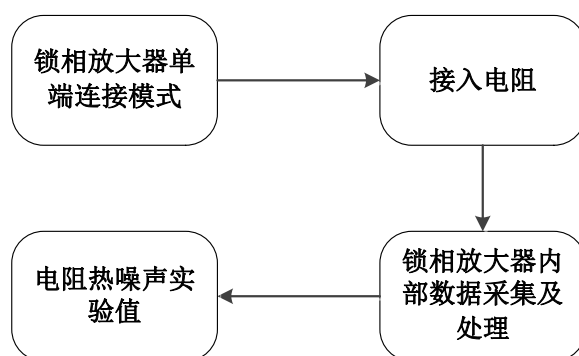 锁相放大器单
端连接模式
接入电阻
锁相放大器内
部数据采集及
处理
电阻热噪声实
验值